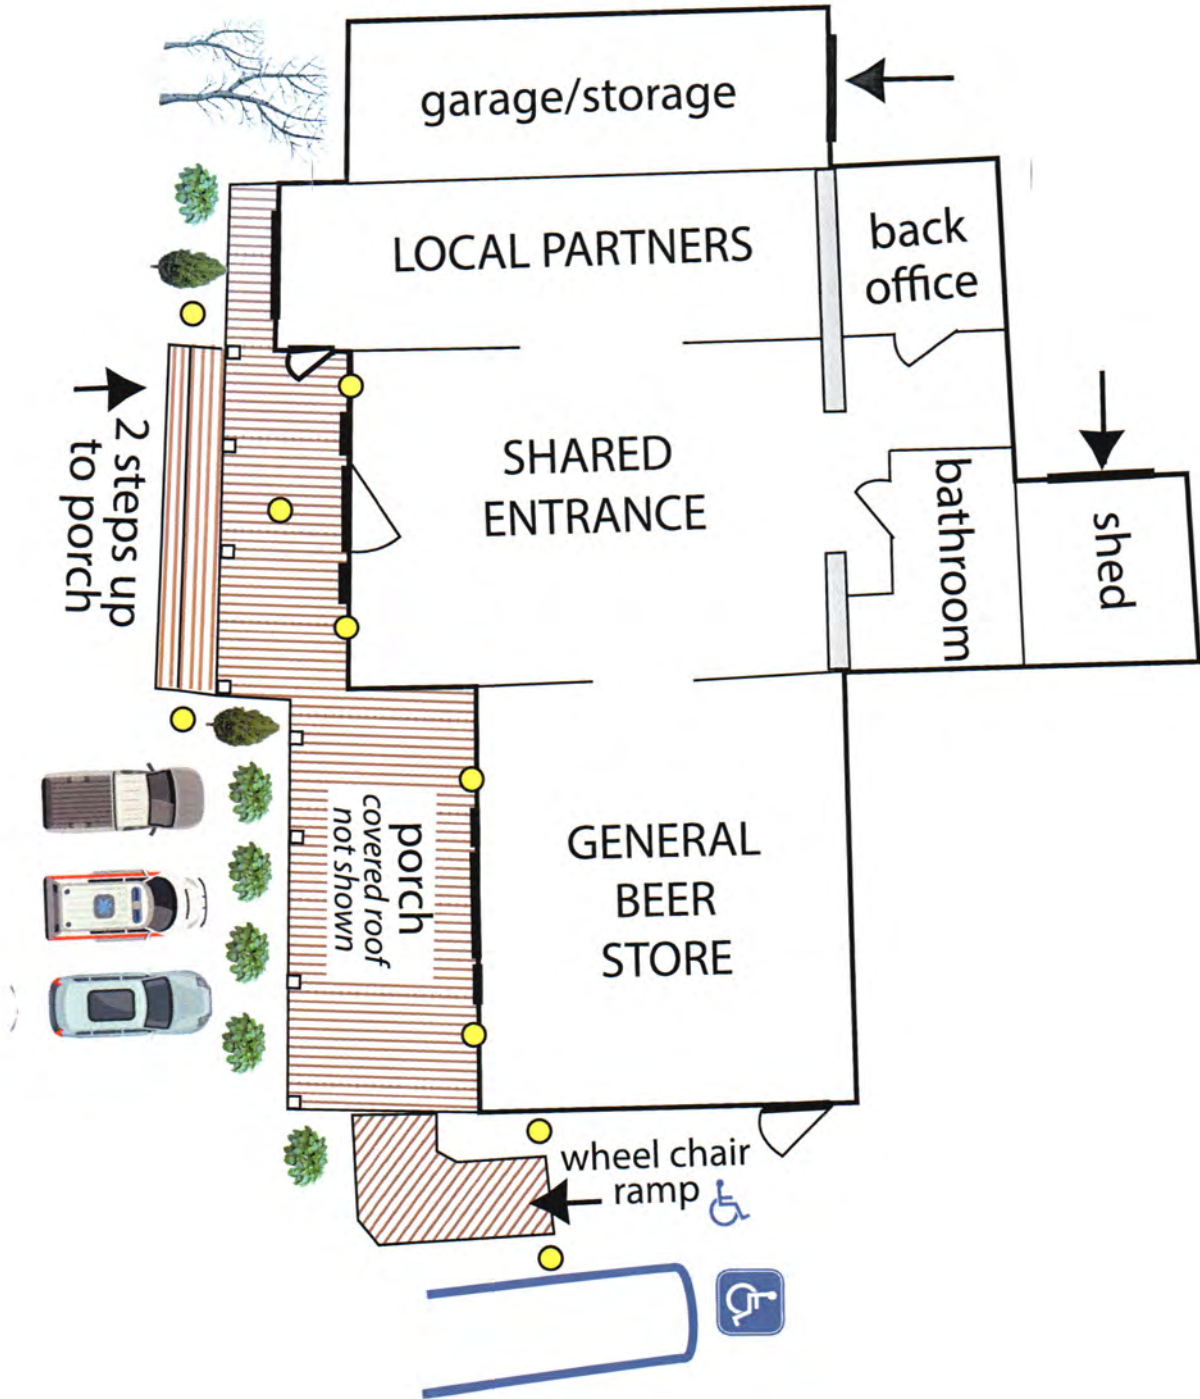 garage/storage
LOCAL PARTNERS
back
office
SHARED
ENTRANCE
bathroom
shed
2 steps up
to porch
porch
covered roof
not shown
GENERAL
BEER
STORE
wheel chair
ramp